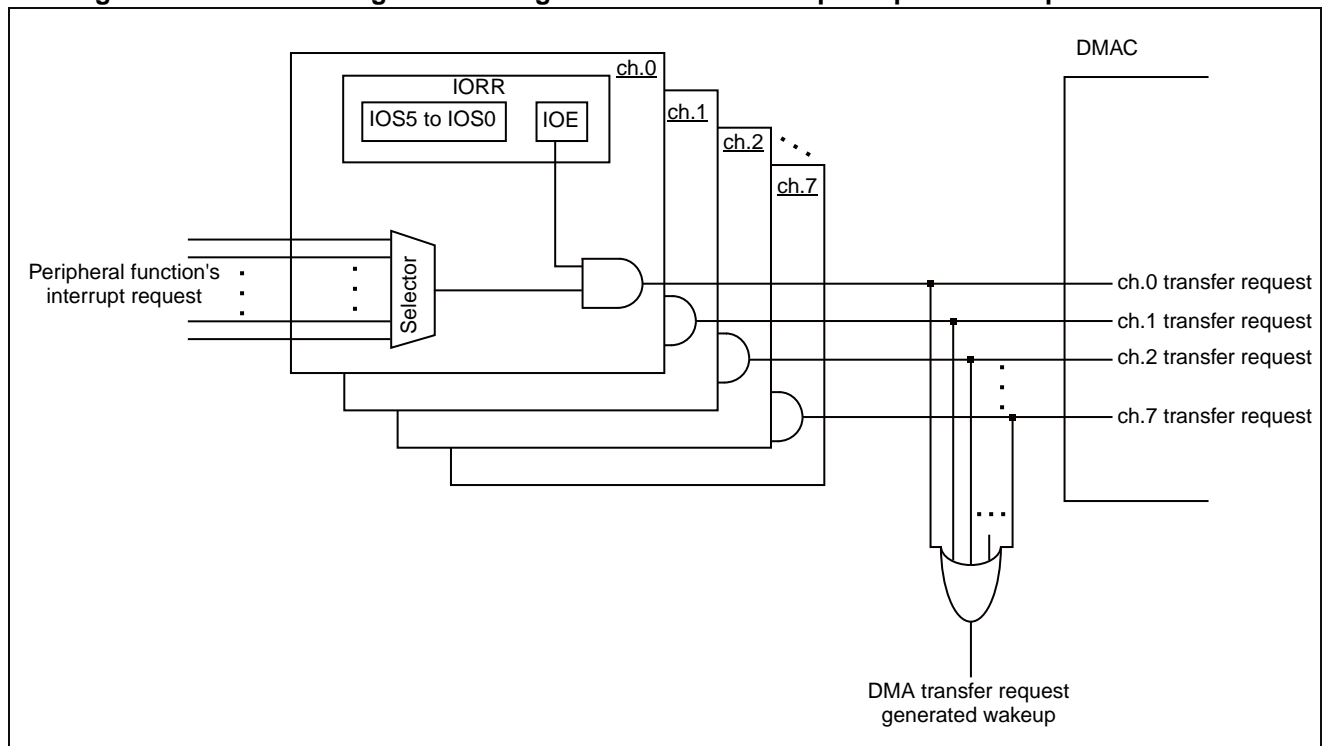 DMAC
ch.0
IORR
IOS5 to IOS0
IOE
ch.1
ch.2
ch.7
Peripheral function's
interrupt request
Selector
ch.0 transfer request
ch.1 transfer request
ch.2 transfer request
ch.7 transfer request
DMA transfer request
generated wakeup